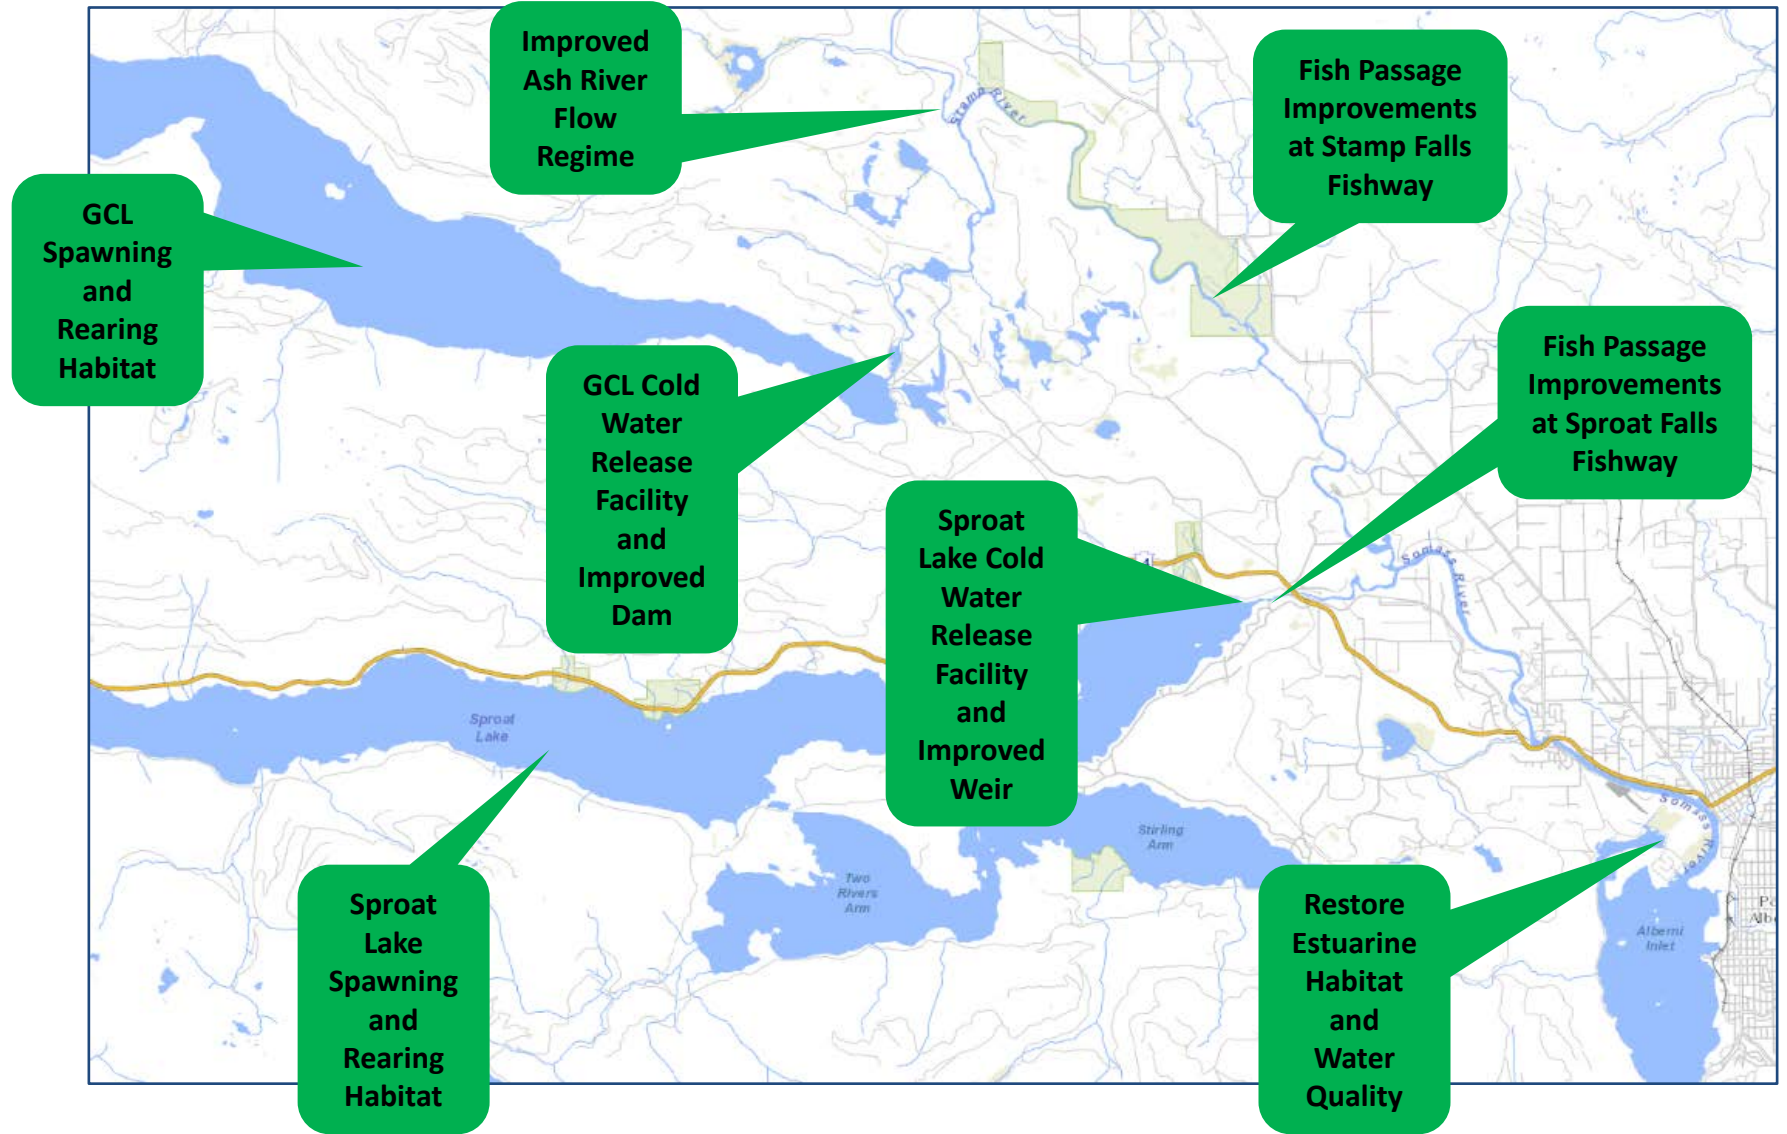 Improved
Ash River
Flow
Regime
Fish Passage
Improvements
at Stamp Falls
Fishway
Stamp River
GCL
Spawning
and
Rearing
Habitat
GCL Cold
Water
Release
Facility
and
Improved
Dam
Fish Passage
Improvements
at Sproat Falls
Fishway
Sproat
Lake Cold
Water
Release
Facility
and
Improved
Weir
4
Somass River
Sproat
Lake
Somass River
Stirling
Arm
Two
Rivers
Arm
Sproat
Lake
Spawning
and
Rearing
Habitat
Restore
Estuarine
Habitat
and
Water
Quality
Alberni
Inlet